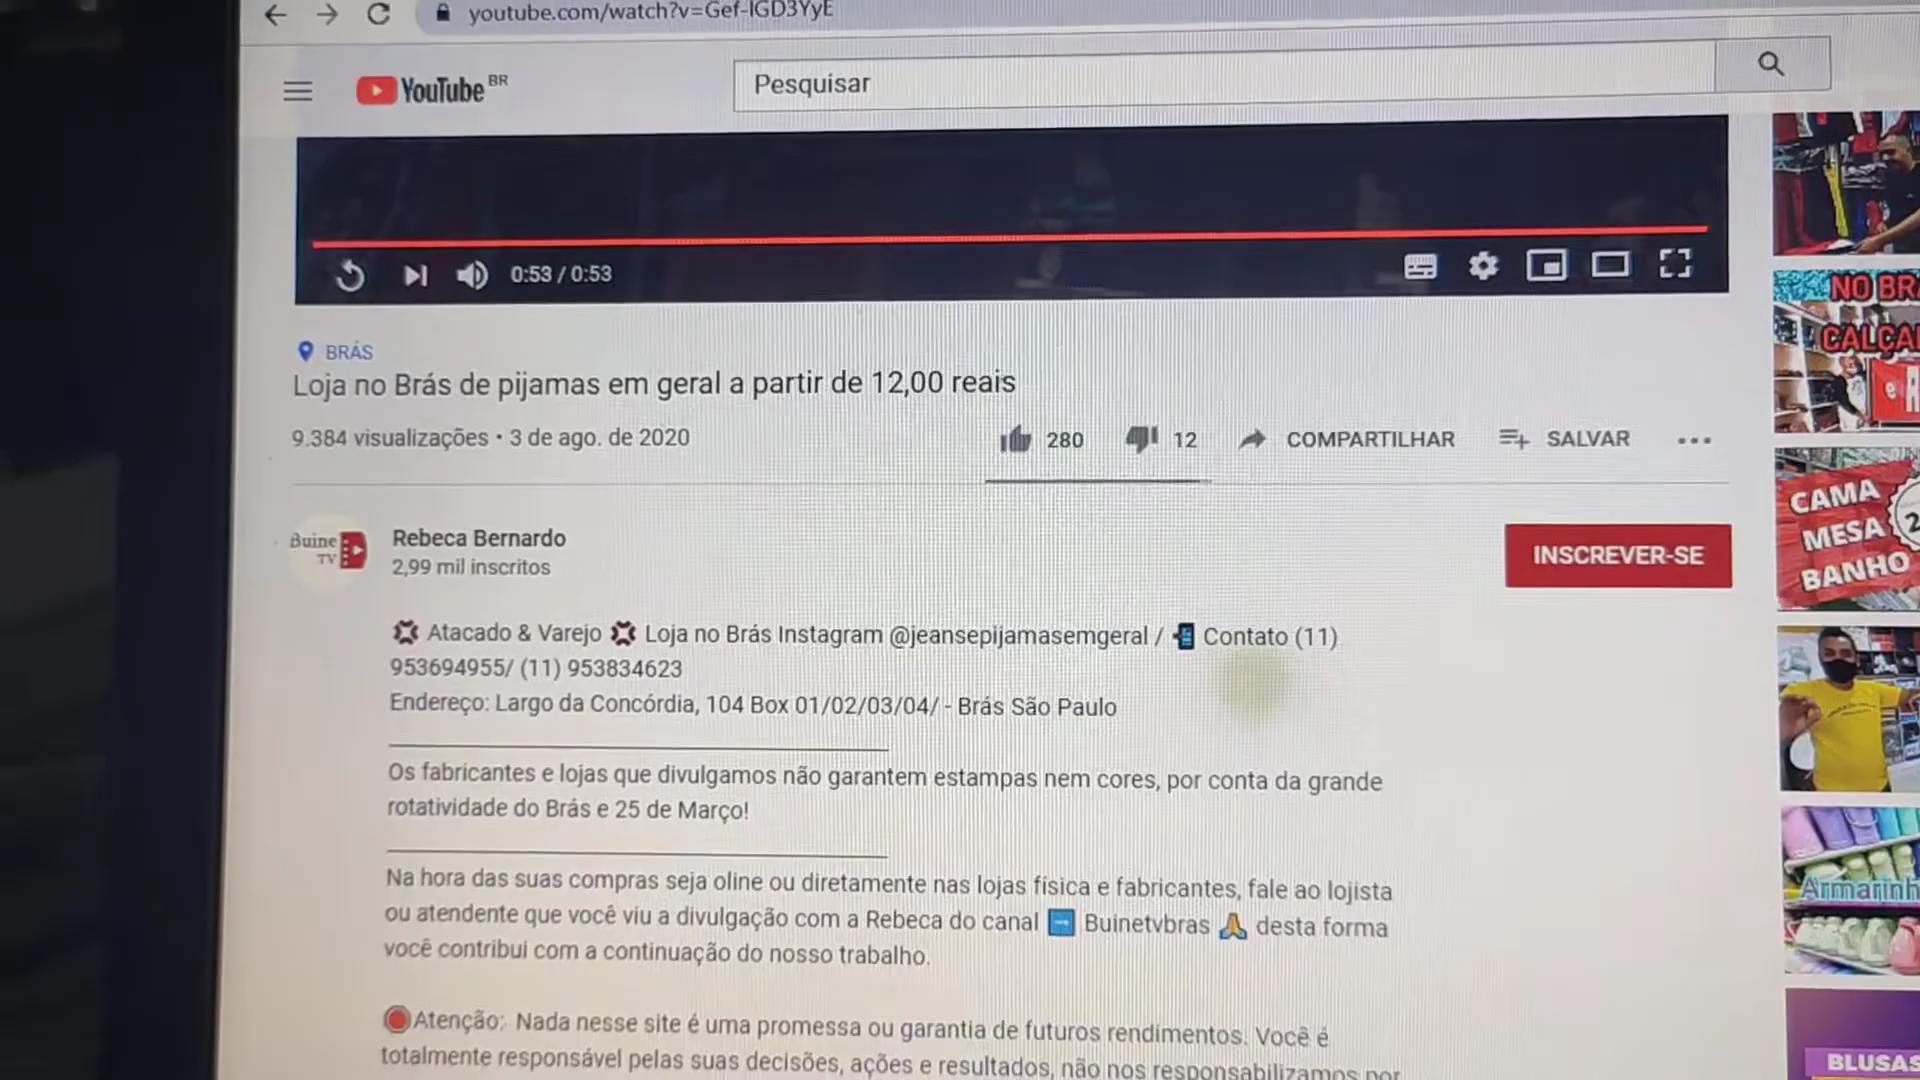 youtube.com/watch?v=Gef-IGD3YyE
YouTube BR
Pesquisar
0:53 / 0:53
BRÁS
Loja no Brás de pijamas em geral a partir de 12,00 reais
9.384 visualizações • 3 de ago. de 2020
280
12
COMPARTILHAR
SALVAR
Buine
TV
Rebeca Bernardo
2,99 mil inscritos
INSCREVER-SE
💢 Atacado & Varejo 💢 Loja no Brás Instagram @jeansepijamasemgeral / 📲 Contato (11)
953694955/ (11) 953834623
Endereço: Largo da Concórdia, 104 Box 01/02/03/04/ - Brás São Paulo
Os fabricantes e lojas que divulgamos não garantem estampas nem cores, por conta da grande
rotatividade do Brás e 25 de Março!
Na hora das suas compras seja oline ou diretamente nas lojas física e fabricantes, fale ao lojista
ou atendente que você viu a divulgação com a Rebeca do canal ➡ Buinetvbras 🙏 desta forma
você contribui com a continuação do nosso trabalho.
🔴Atenção: Nada nesse site é uma promessa ou garantia de futuros rendimentos. Você é
totalmente responsável pelas suas decisões, ações e resultados, não nos responsabilizamos por
NO BRA
CALÇA
CAMA
MESA
BANHO
2
Armarinh
BLUSAS